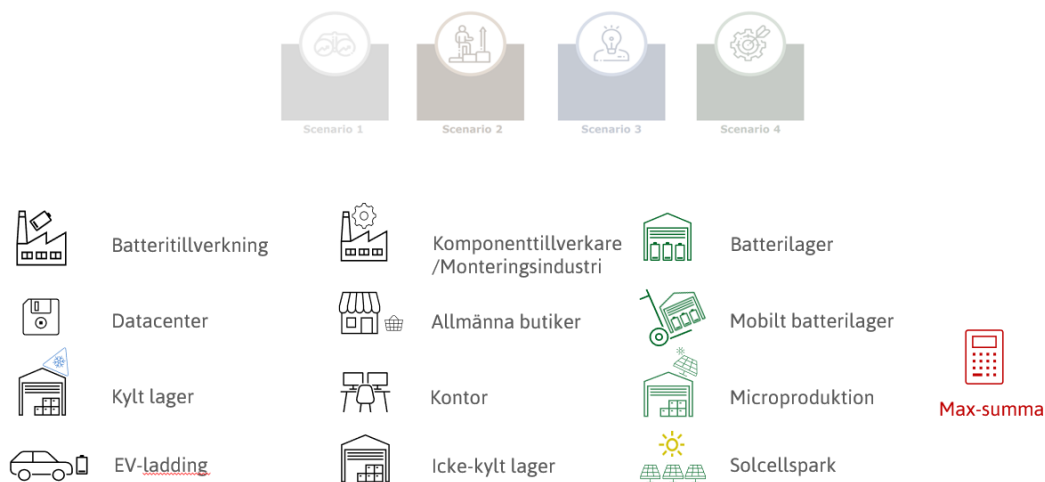 Scenario 1
Scenario 2
Scenario 3
Scenario 4
Batteritillverkning
Komponenttillverkare
/Monteringsindustri
Batterilager
Datacenter
Allmänna butiker
Mobilt batterilager
Kylt lager
Kontor
Microproduktion
Max-summa
EV-ladding
Icke-kylt lager
Solcellspark